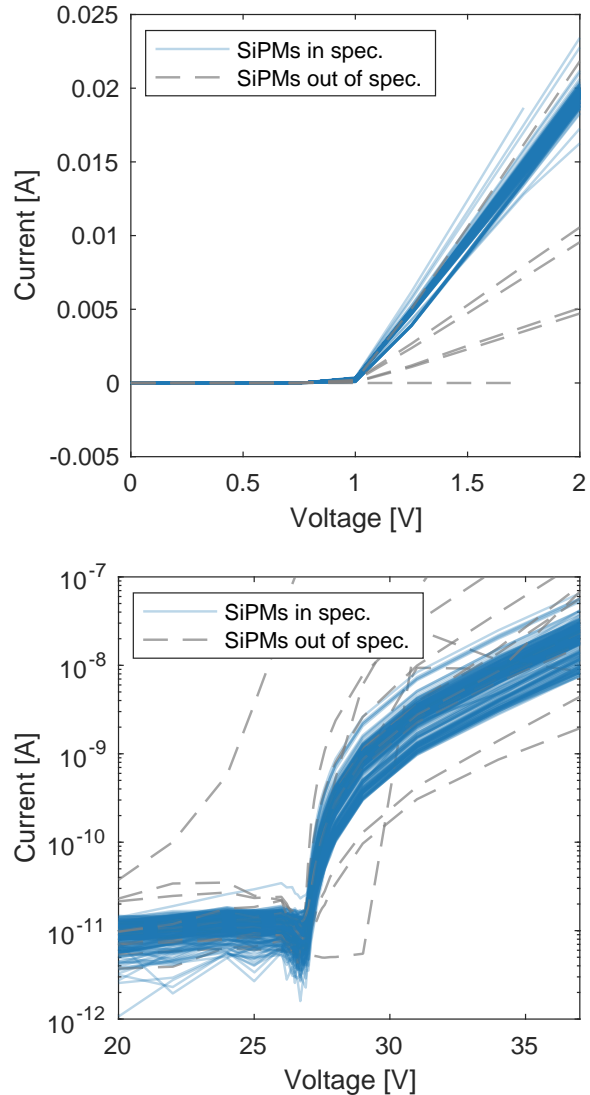 0.025
0.02
0.015
0.01
0.005
0
-0.005
Current [A]
SiPMs in spec.
SiPMs out of spec.
0 0.5 1 1.5 2
Voltage [V]
10^-7
10^-8
10^-9
10^-10
10^-11
10^-12
Current [A]
SiPMs in spec.
SiPMs out of spec.
20 25 30 35
Voltage [V]